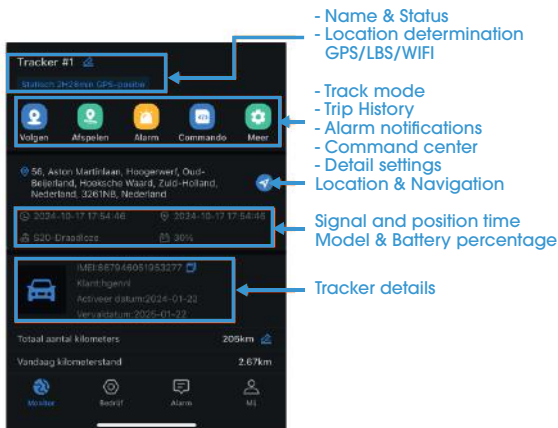 Tracker #1
Statisch 2H28min GPS-positie
Volgen
Afspelen
Alarm
Commando
Meer
56, Aston Martinlaan, Hoogerwerf, Oud-
Beijerland, Hoeksche Waard, Zuid-Holland,
Nederland, 3261NB, Nederland
2024-10-17 17:54:46
2024-10-17 17:54:46
S20-Draadloze
30%
IMEI:867946051953277
Klant:hgenni
Activeer datum:2024-01-22
Vervaldatum:2025-01-22
Totaal aantal kilometers
205km
Vandaag kilometerstand
2.67km
Monitor
Bedrijf
Alarm
Mij
- Name & Status
- Location determination
GPS/LBS/WIFI
- Track mode
- Trip History
- Alarm notifications
- Command center
- Detail settings
Location & Navigation
Signal and position time
Model & Battery percentage
Tracker details